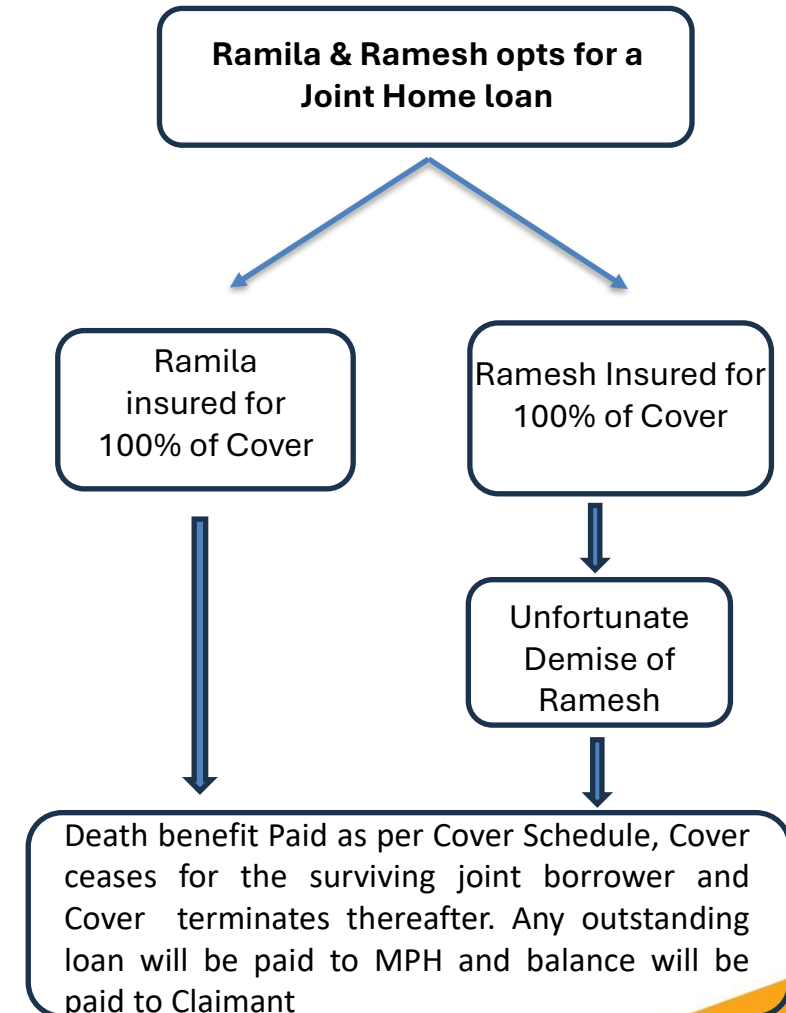 Ramila & Ramesh opts for a
Joint Home loan
Ramila
insured for
100% of Cover
Ramesh Insured for
100% of Cover
Unfortunate
Demise of
Ramesh
Death benefit Paid as per Cover Schedule, Cover
ceases for the surviving joint borrower and
Cover terminates thereafter. Any outstanding
loan will be paid to MPH and balance will be
paid to Claimant